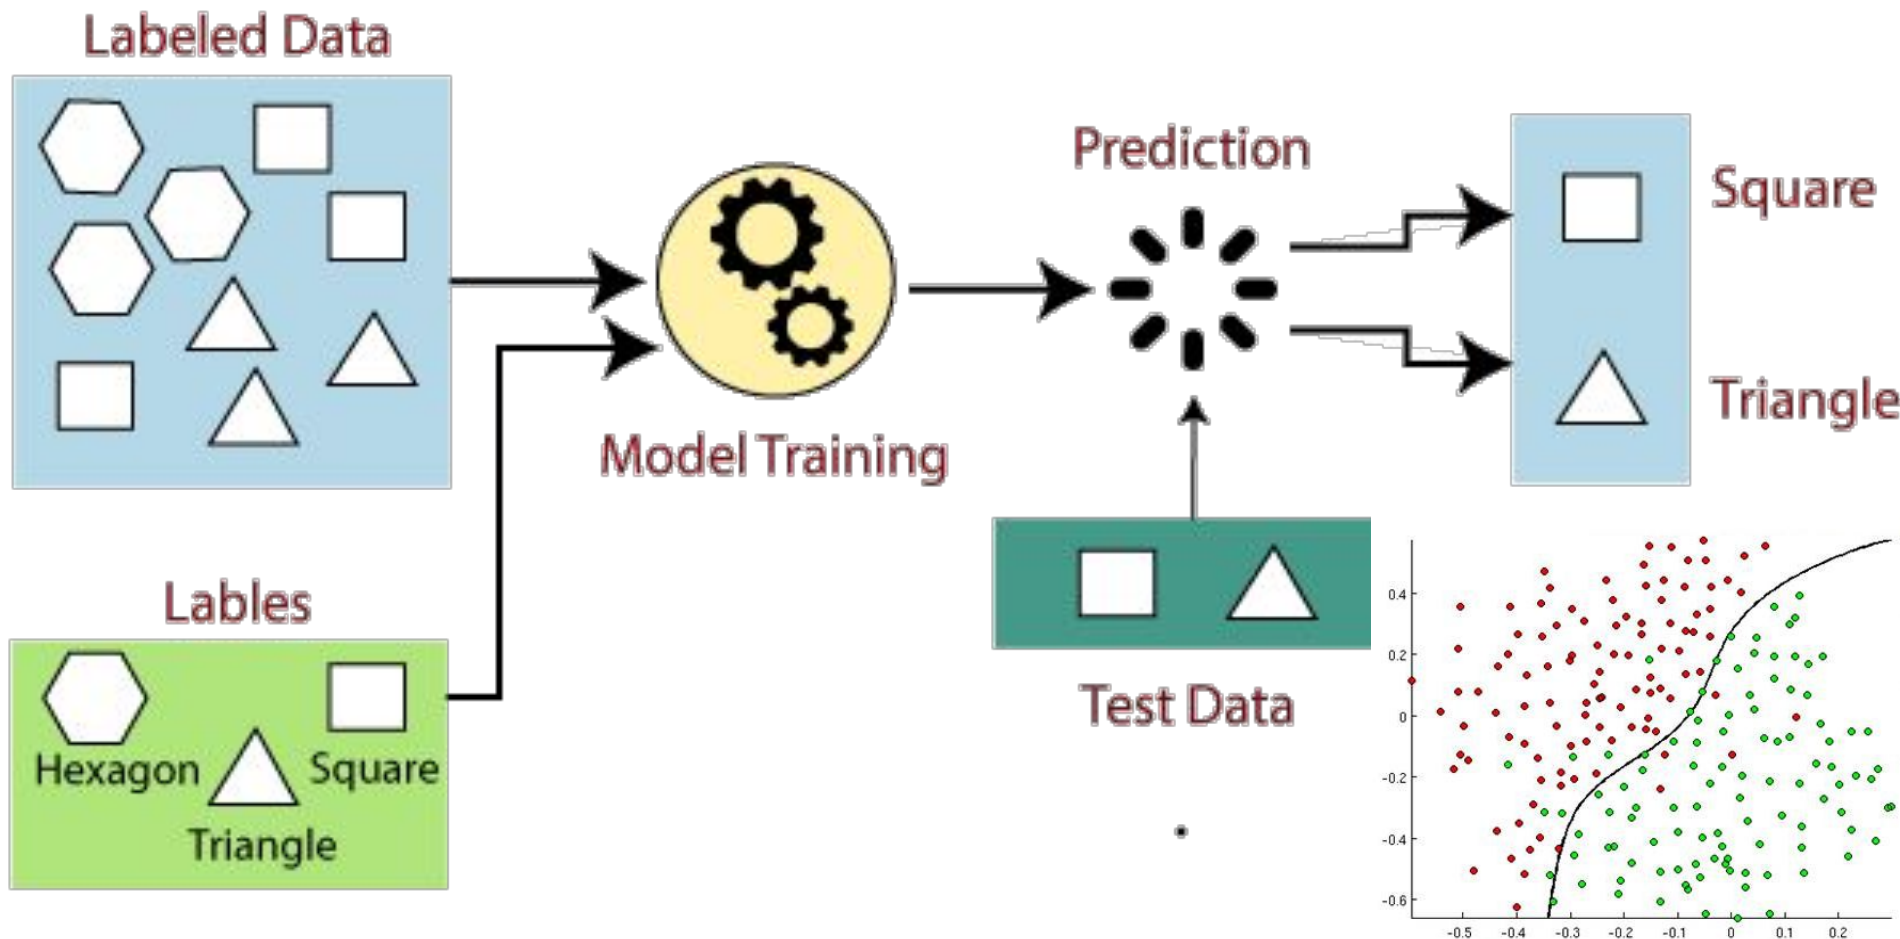 Labeled Data
Prediction
Square
Triangle
Model Training
Lables
Hexagon
Square
Triangle
Test Data
0.4
0.2
0
-0.2
-0.4
-0.6
-0.5 -0.4 -0.3 -0.2 -0.1 0 0.1 0.2